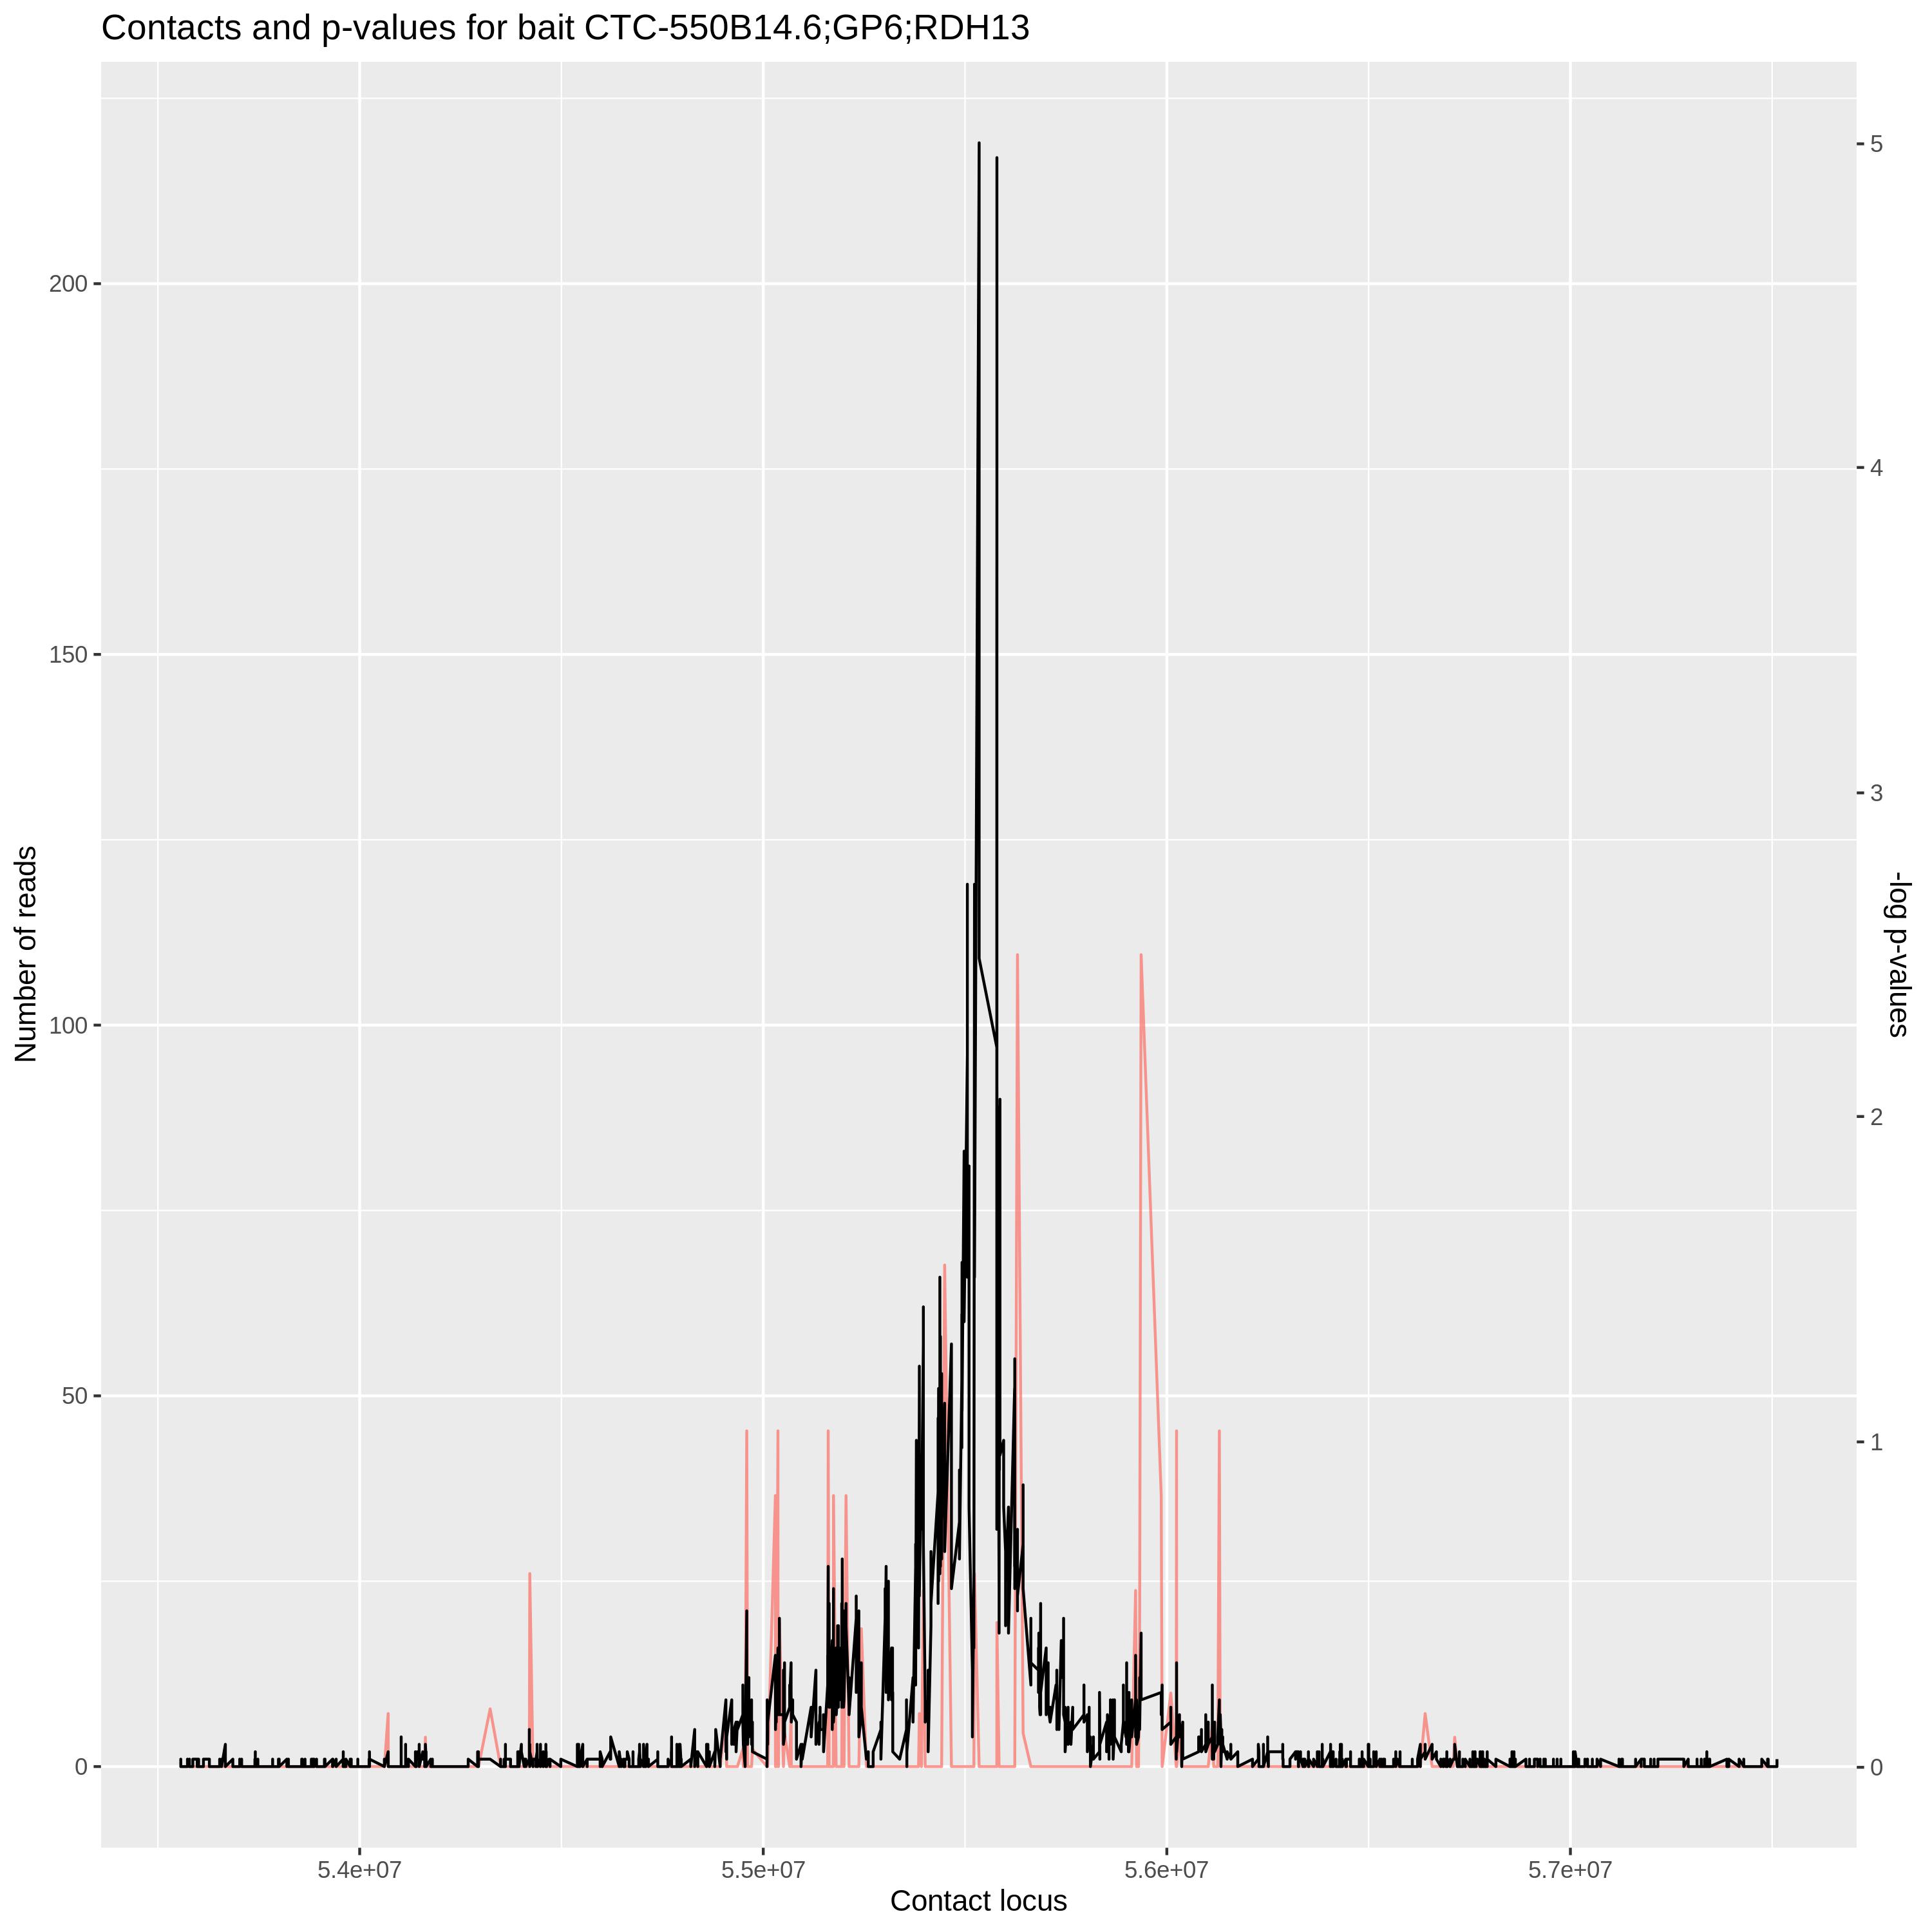 Contacts and p-values for bait CTC-550B14.6;GP6;RDH13
200
150
100
50
0
Number of reads
5
4
3
2
1
0
-log p-values
5.4e+07
5.5e+07
5.6e+07
5.7e+07
Contact locus